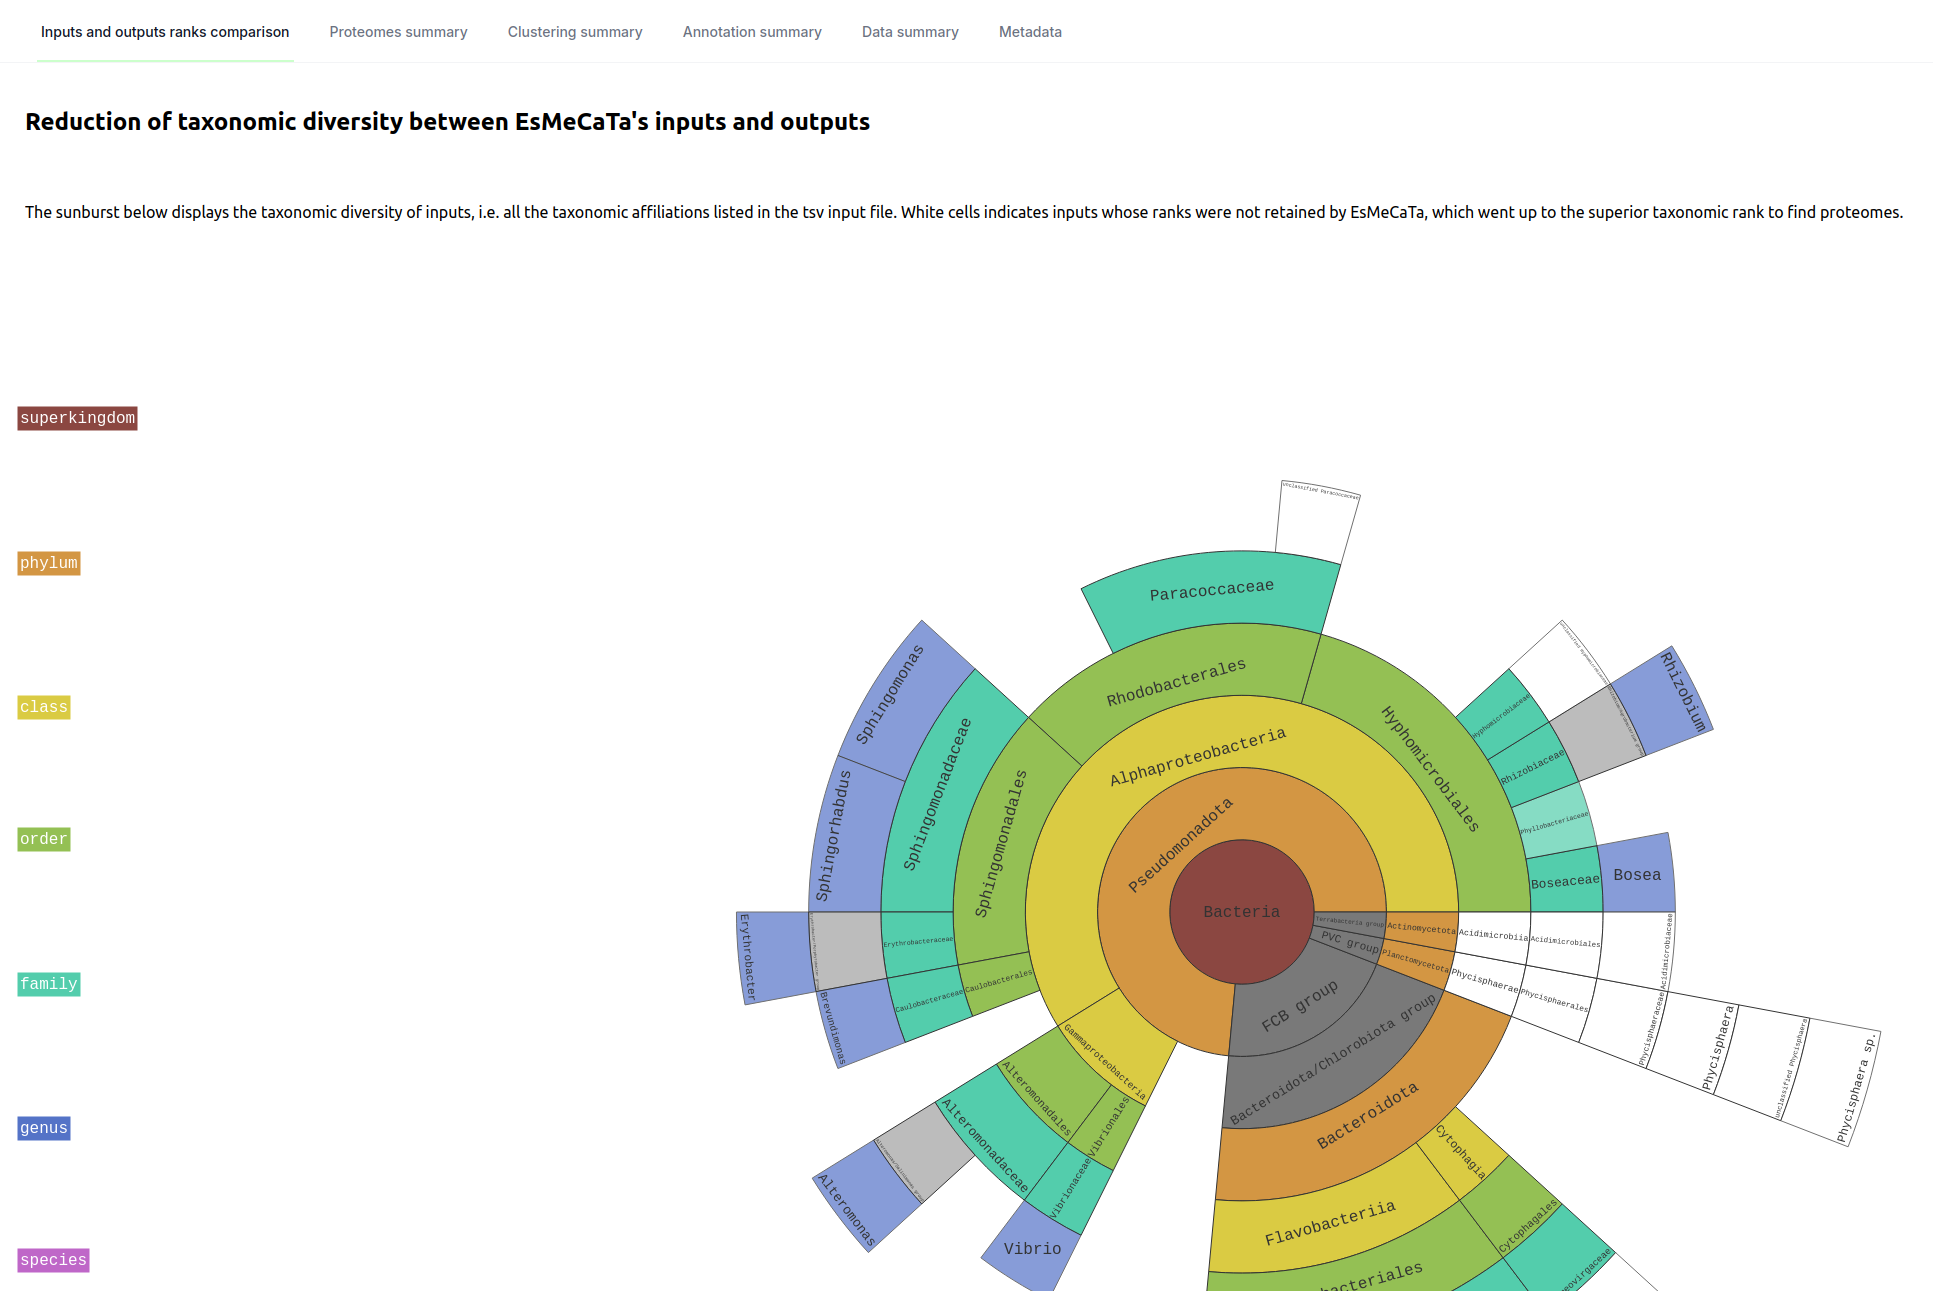 Inputs and outputs ranks comparison
Proteomes summary
Clustering summary
Annotation summary
Data summary
Metadata
Reduction of taxonomic diversity between EsMeCaTa's inputs and outputs
The sunburst below displays the taxonomic diversity of inputs, i.e. all the taxonomic affiliations listed in the tsv input file. White cells indicates inputs whose ranks were not retained by EsMeCaTa, which went up to the superior taxonomic rank to find proteomes.
superkingdom
phylum
class
order
family
genus
species
unclassified Paracoccaceae
Paracoccaceae
Rhodobacterales
Alphaproteobacteria
Pseudomonadota
Bacteria
Hyphomicrobiales
Hyphomicrobiaceae
Rhizobiaceae
Rhizobium
Phyllobacteriaceae
Boseaceae
Bosea
Sphingomonas
Sphingorhabdus
Sphingomonadaceae
Sphingomonadales
Erythrobacter
Erythrobacteraceae
Brevundimonas
Caulobacteraceae
Caulobacterales
Gammaproteobacteria
Alteromonadales
Alteromonadaceae
Alteromonas
Vibrionales
Vibrionaceae
Vibrio
Terrabacteria group
Actinomycetota
Acidimicrobiia
Acidimicrobiales
Acidimicrobiaceae
PVC group
Planctomycetota
Phycisphaerae
Phycisphaerales
Phycisphaeraceae
Phycisphaera
unclassified Phycisphaera
Phycisphaera sp.
FCB group
Bacteroidota/Chlorobiota group
Bacteroidota
Cytophagia
Cytophagales
Flavobacteriia